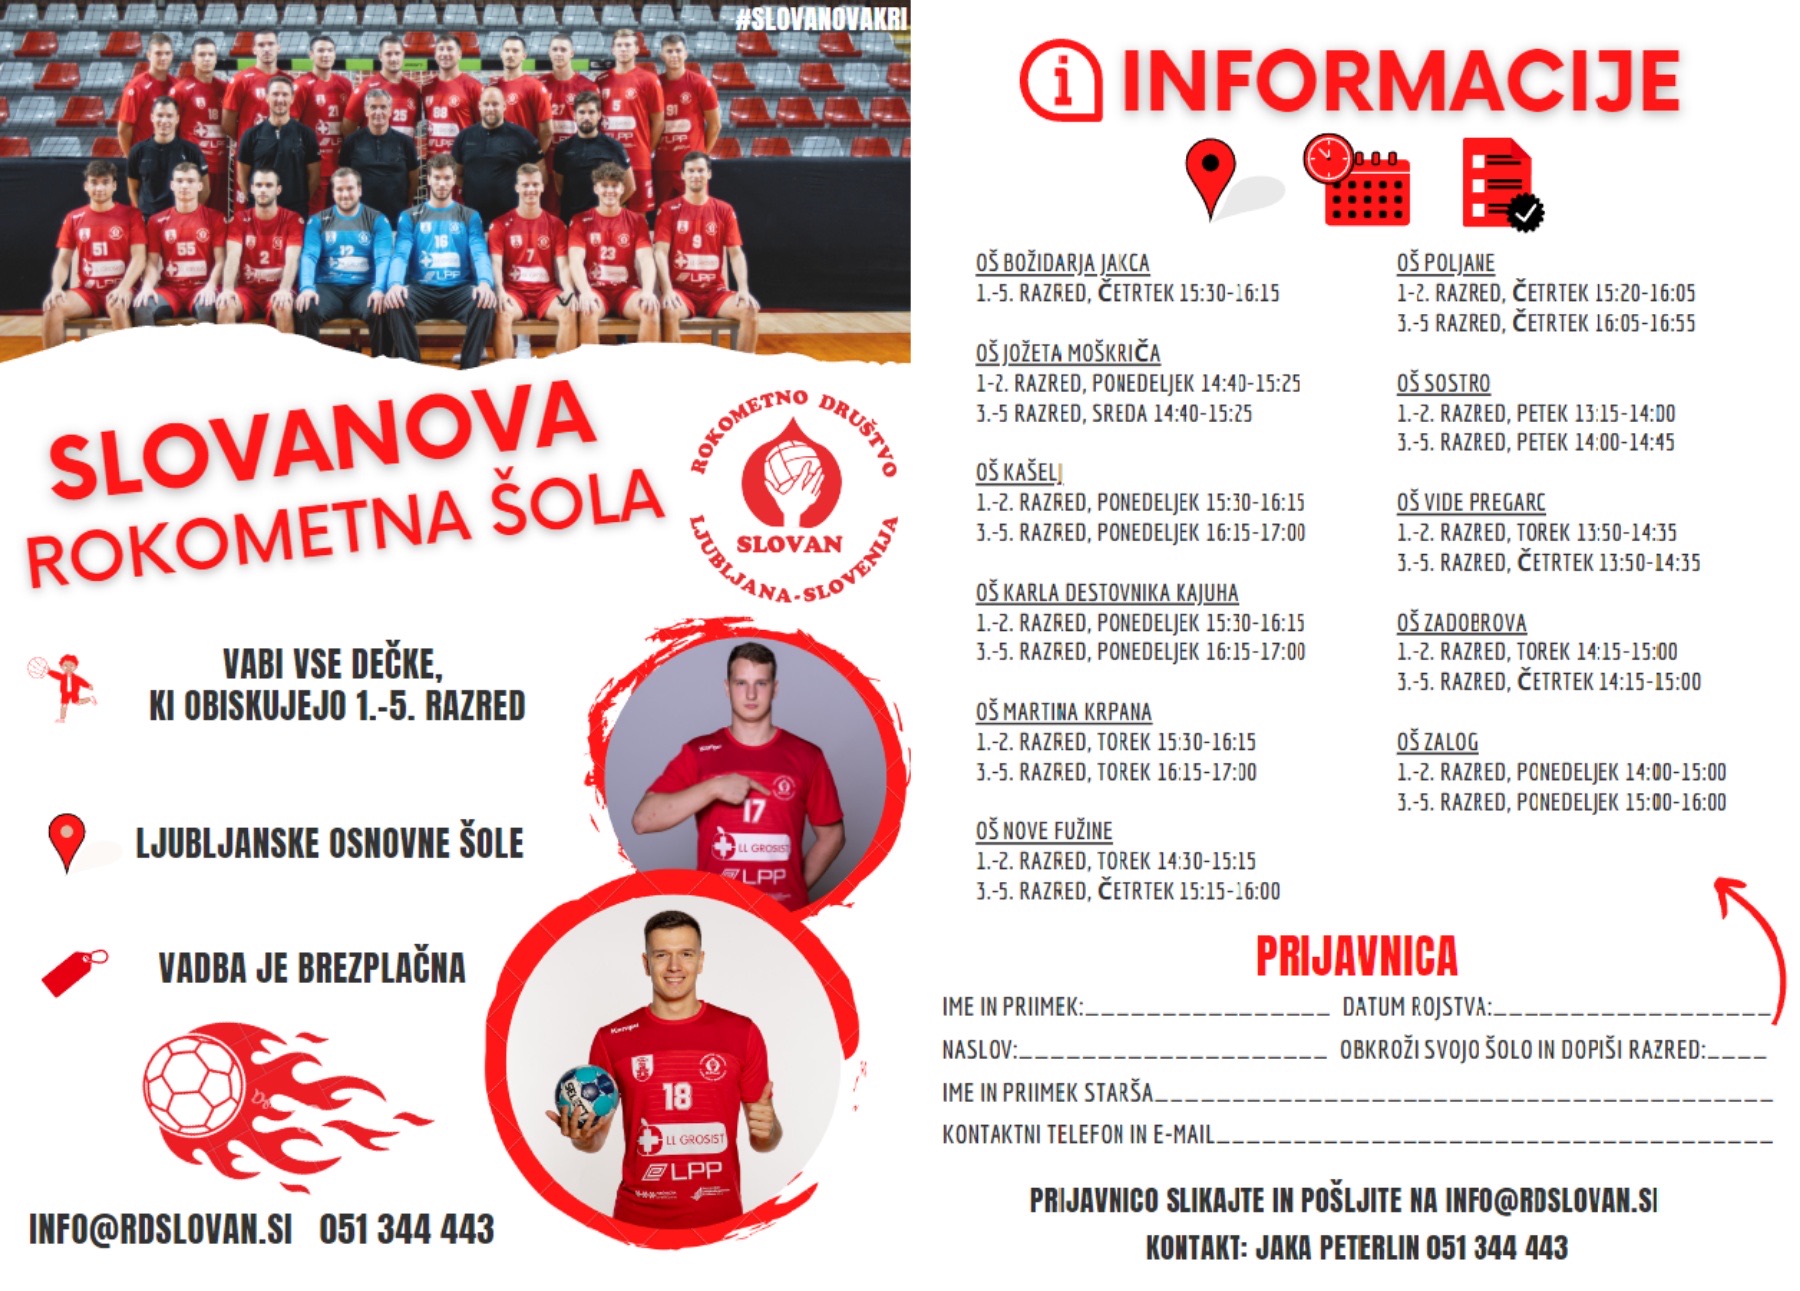 #SLOVANOVAKRI
SLOVANOVA
ROKOMETNA ŠOLA
ROKOMETNO DRUŠTVO
SLOVAN
LJUBLJANA-SLOVENIJA
VABI VSE DEČKE,
KI OBISKUJEJO 1.-5. RAZRED
LJUBLJANSKE OSNOVNE ŠOLE
VADBA JE BREZPLAČNA
17
LL GROSIST
LPP
Kempa
18
LL GROSIST
LPP
INFO@RDSLOVAN.SI 051 344 443
INFORMACIJE
OŠ BOŽIDARJA JAKCA
1.-5. RAZRED, ČETRTEK 15:30-16:15
OŠ JOŽETA MOŠKRIČA
1-2. RAZRED, PONEDELJEK 14:40-15:25
3.-5 RAZRED, SREDA 14:40-15:25
OŠ KAŠELJ
1.-2. RAZRED, PONEDELJEK 15:30-16:15
3.-5. RAZRED, PONEDELJEK 16:15-17:00
OŠ KARLA DESTOVNIKA KAJUHA
1.-2. RAZRED, PONEDELJEK 15:30-16:15
3.-5. RAZRED, PONEDELJEK 16:15-17:00
OŠ MARTINA KRPANA
1.-2. RAZRED, TOREK 15:30-16:15
3.-5. RAZRED, TOREK 16:15-17:00
OŠ NOVE FUŽINE
1.-2. RAZRED, TOREK 14:30-15:15
3.-5. RAZRED, ČETRTEK 15:15-16:00
OŠ POLJANE
1-2. RAZRED, ČETRTEK 15:20-16:05
3.-5 RAZRED, ČETRTEK 16:05-16:55
OŠ SOSTRO
1.-2. RAZRED, PETEK 13:15-14:00
3.-5. RAZRED, PETEK 14:00-14:45
OŠ VIDE PREGARC
1.-2. RAZRED, TOREK 13:50-14:35
3.-5. RAZRED, ČETRTEK 13:50-14:35
OŠ ZADOBROVA
1.-2. RAZRED, TOREK 14:15-15:00
3.-5. RAZRED, ČETRTEK 14:15-15:00
OŠ ZALOG
1.-2. RAZRED, PONEDELJEK 14:00-15:00
3.-5. RAZRED, PONEDELJEK 15:00-16:00
PRIJAVNICA
IME IN PRIIMEK:________________ DATUM ROJSTVA:__________________
NASLOV:____________________ OBKROŽI SVOJO ŠOLO IN DOPIŠI RAZRED:____
IME IN PRIIMEK STARŠA________________________________________
KONTAKTNI TELEFON IN E-MAIL____________________________________
PRIJAVNICO SLIKAJTE IN POŠLJITE NA INFO@RDSLOVAN.SI
KONTAKT: JAKA PETERLIN 051 344 443